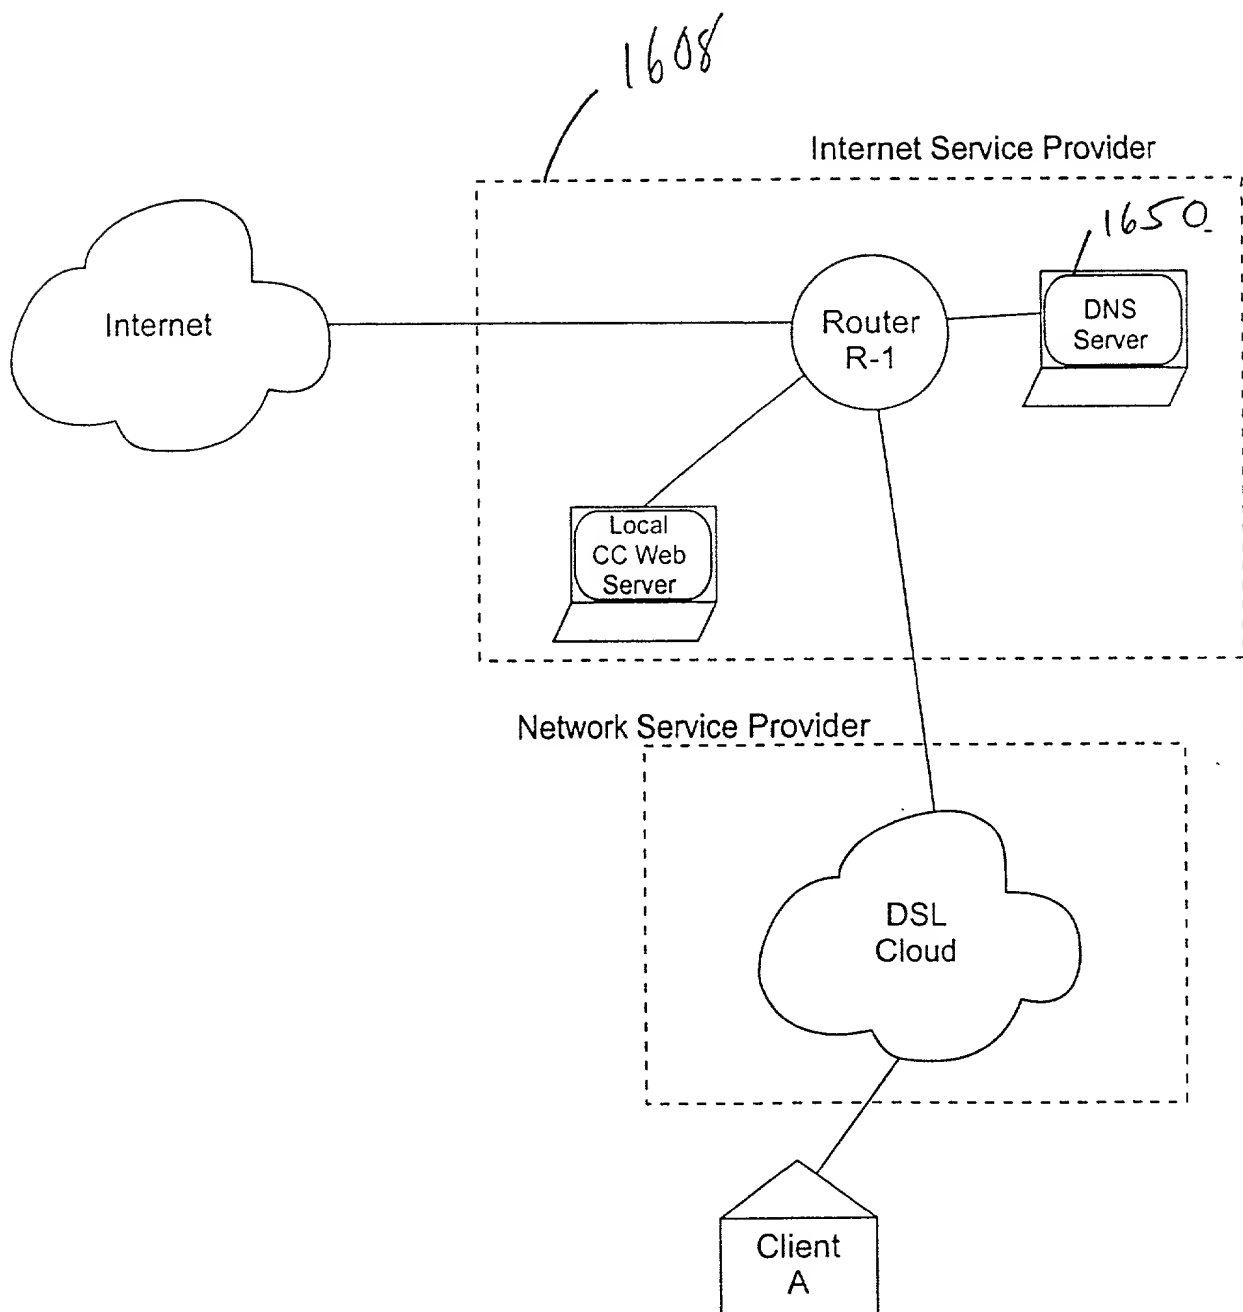 1608
Internet Service Provider
1650
Internet
Router
R-1
DNS
Server
Local
CC Web
Server
Network Service Provider
DSL
Cloud
Client
A